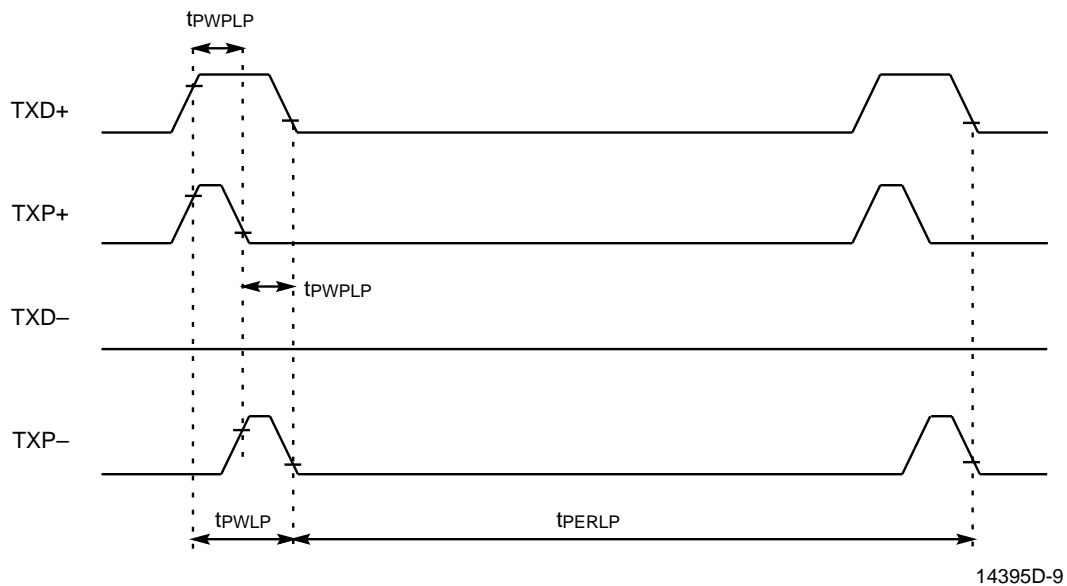 tPWPLP
TXD+
TXP+
tPWPLP
TXD–
TXP–
tPWLP
tPERLP
14395D-9